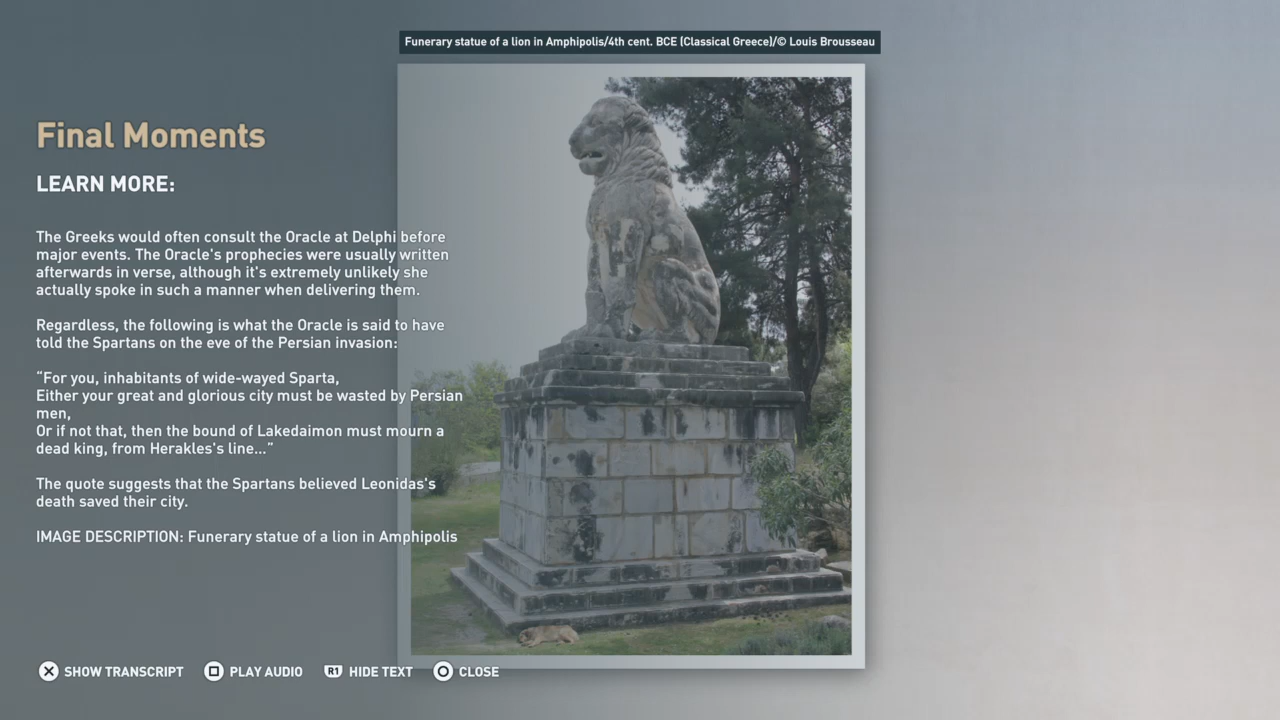 Funerary statue of a lion in Amphipolis/4th cent. BCE (Classical Greece)/© Louis Brousseau
Final Moments
LEARN MORE:
The Greeks would often consult the Oracle at Delphi before
major events. The Oracle's prophecies were usually written
afterwards in verse, although it's extremely unlikely she
actually spoke in such a manner when delivering them.
Regardless, the following is what the Oracle is said to have
told the Spartans on the eve of the Persian invasion:
“For you, inhabitants of wide-wayed Sparta,
Either your great and glorious city must be wasted by Persian
men,
Or if not that, then the bound of Lakedaimon must mourn a
dead king, from Herakles's line...”
The quote suggests that the Spartans believed Leonidas's
death saved their city.
IMAGE DESCRIPTION: Funerary statue of a lion in Amphipolis
SHOW TRANSCRIPT PLAY AUDIO R1 HIDE TEXT CLOSE